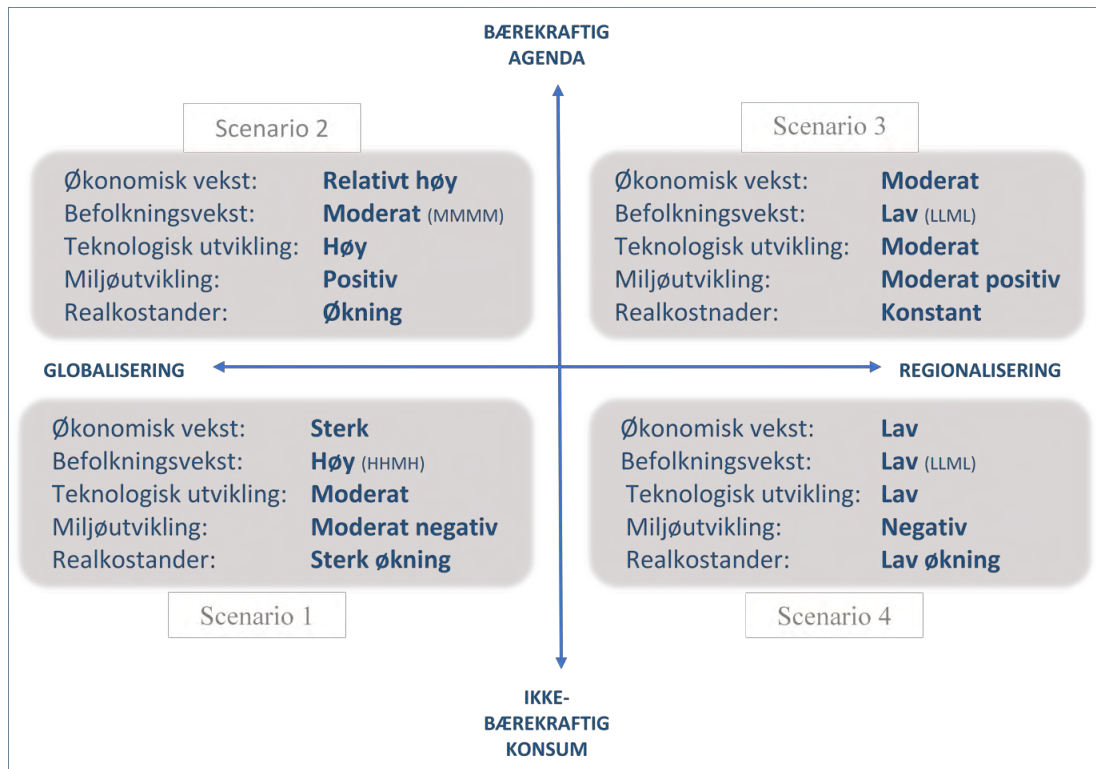 BÆREKRAFTIG
AGENDA
Scenario 2
Økonomisk vekst: Relativt høy
Befolkningsvekst: Moderat (MMMM)
Teknologisk utvikling: Høy
Miljøutvikling: Positiv
Realkostander: Økning
Scenario 3
Økonomisk vekst: Moderat
Befolkningsvekst: Lav (LLML)
Teknologisk utvikling: Moderat
Miljøutvikling: Moderat positiv
Realkostnader: Konstant
GLOBALISERING
REGIONALISERING
Økonomisk vekst: Sterk
Befolkningsvekst: Høy (HHMH)
Teknologisk utvikling: Moderat
Miljøutvikling: Moderat negativ
Realkostander: Sterk økning
Scenario 1
Økonomisk vekst: Lav
Befolkningsvekst: Lav (LLML)
Teknologisk utvikling: Lav
Miljøutvikling: Negativ
Realkostander: Lav økning
Scenario 4
IKKE-
BÆREKRAFTIG
KONSUM